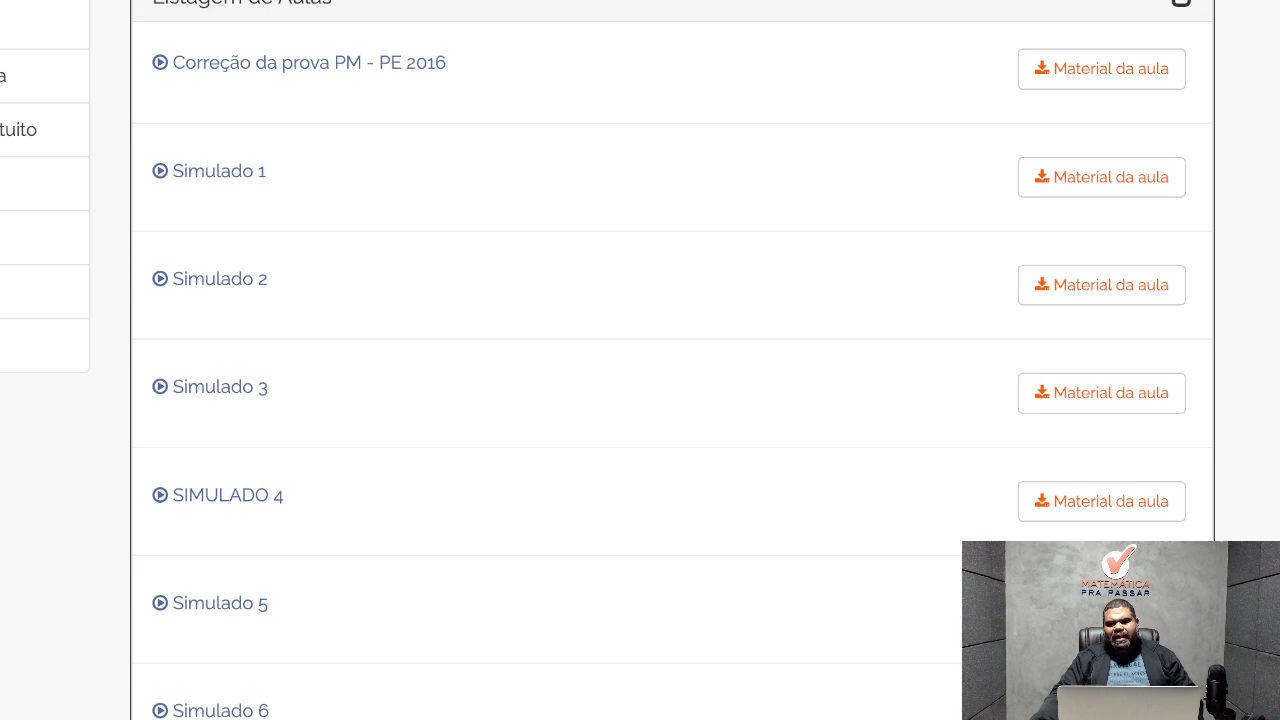 Listagem de Aulas
a
tuito
Correção da prova PM - PE 2016
Material da aula
Simulado 1
Material da aula
Simulado 2
Material da aula
Simulado 3
Material da aula
SIMULADO 4
Material da aula
Simulado 5
Simulado 6
MATEMÁTICA
PRA PASSAR